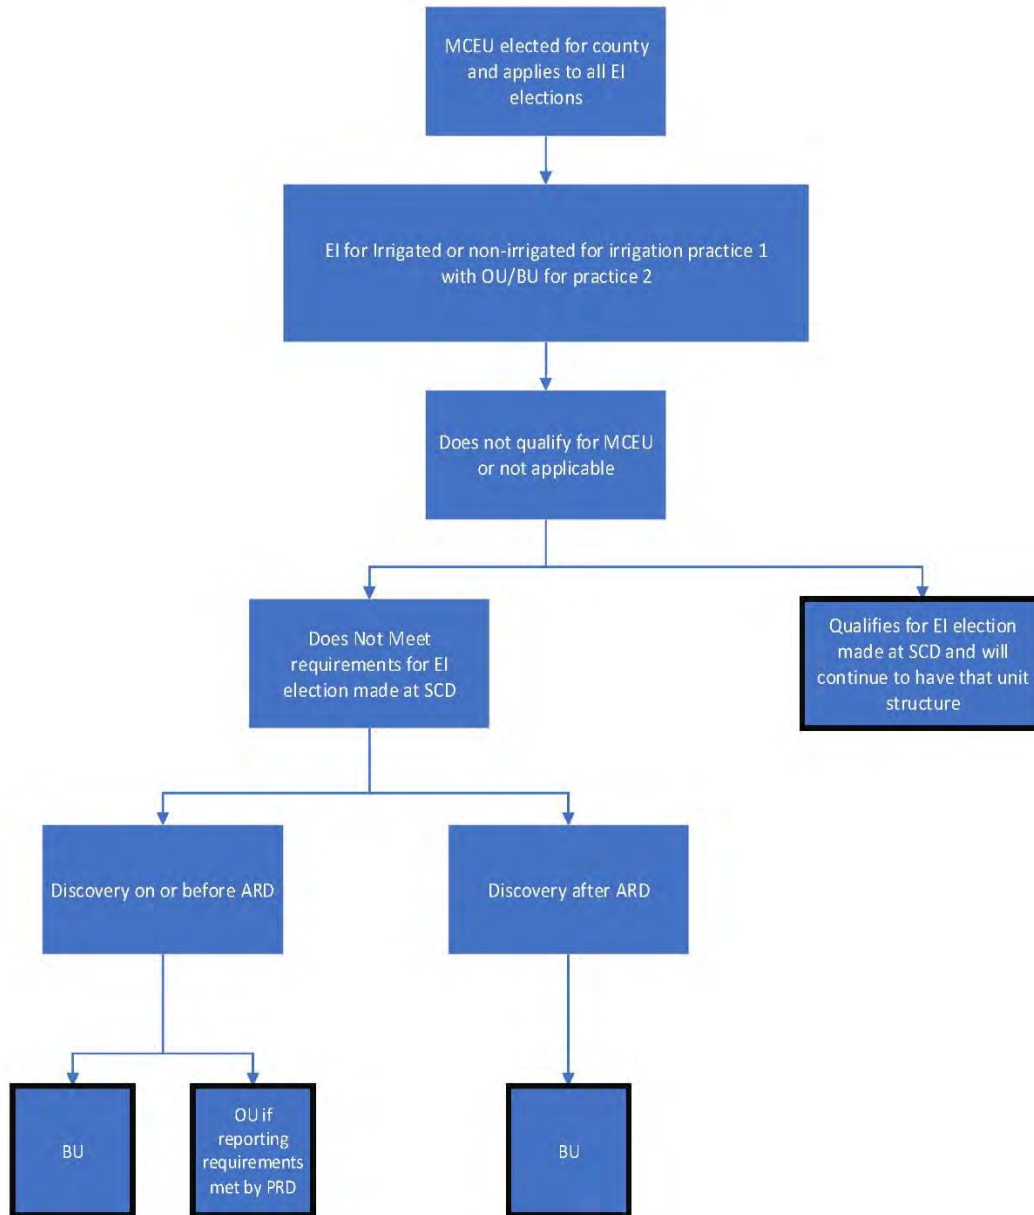 MCEU elected for county
and applies to all EI
elections
EI for Irrigated or non-irrigated for irrigation practice 1
with OU/BU for practice 2
Does not qualify for MCEU
or not applicable
Does Not Meet
requirements for EI
election made at SCD
Qualifies for EI election
made at SCD and will
continue to have that unit
structure
Discovery on or before ARD
Discovery after ARD
BU
OU if
reporting
requirements
met by PRD
BU